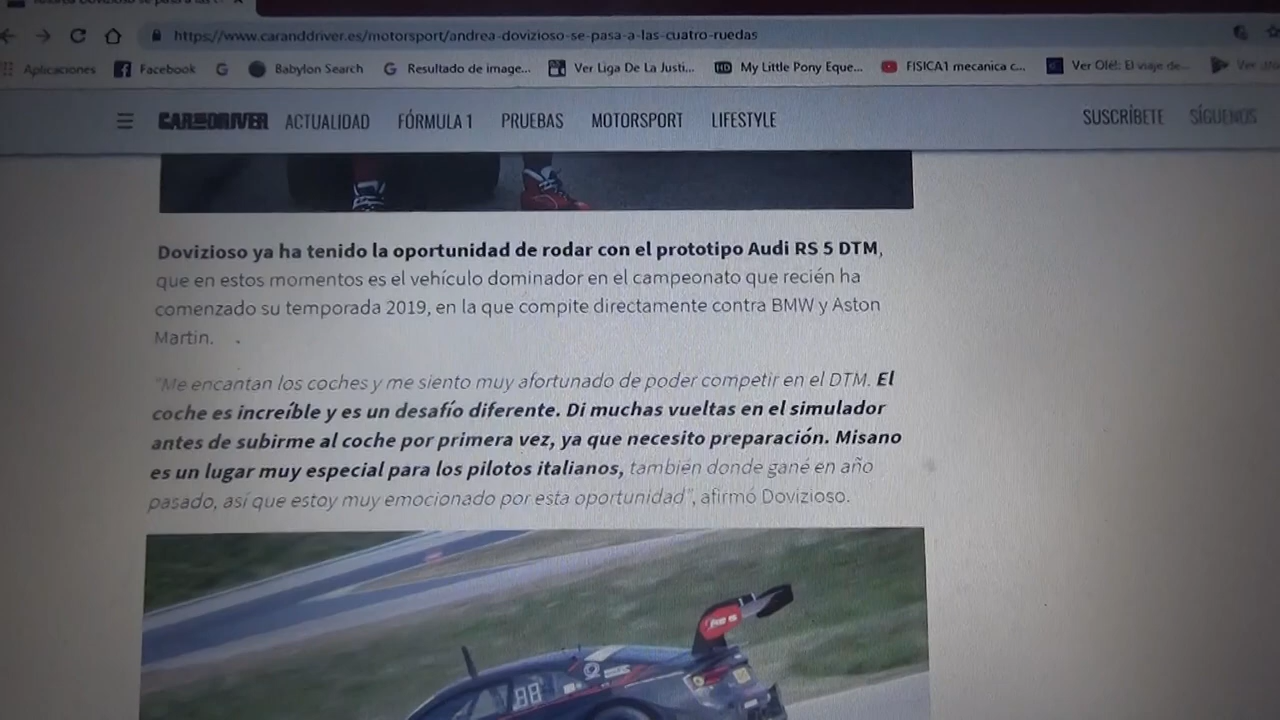 https://www.caranddriver.es/motorsport/andrea-dovizioso-se-pasa-a-las-cuatro-ruedas
Aplicaciones Facebook Babylon Search Resultado de image... Ver Liga De La Justi... My Little Pony Eque... FISICA1 mecanica c... Ver Olé!: El viaje de... Ver
CAR AND DRIVER ACTUALIDAD FÓRMULA 1 PRUEBAS MOTORSPORT LIFESTYLE SUSCRÍBETE SÍGUENOS
Dovizioso ya ha tenido la oportunidad de rodar con el prototipo Audi RS 5 DTM,
que en estos momentos es el vehículo dominador en el campeonato que recién ha
comenzado su temporada 2019, en la que compite directamente contra BMW y Aston
Martin.
"Me encantan los coches y me siento muy afortunado de poder competir en el DTM. El
coche es increíble y es un desafío diferente. Di muchas vueltas en el simulador
antes de subirme al coche por primera vez, ya que necesito preparación. Misano
es un lugar muy especial para los pilotos italianos, también donde gané en año
pasado, así que estoy muy emocionado por esta oportunidad", afirmó Dovizioso.
RS 5
88